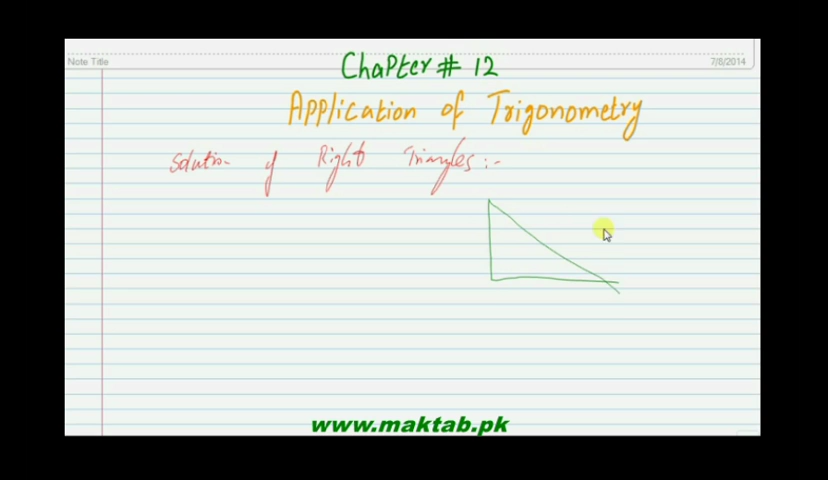 Note Title
7/8/2014
Chapter # 12
Application of Trigonometry
Solution of Right Triangles:-
www.maktab.pk